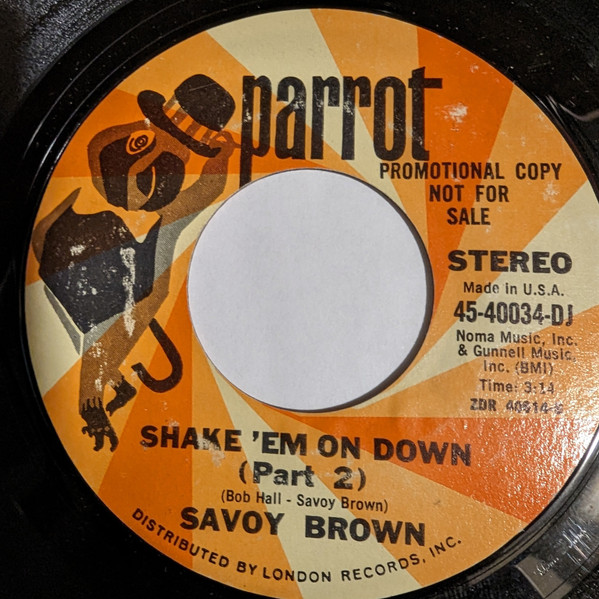 parrot
PROMOTIONAL COPY
NOT FOR
SALE
STEREO
Made in U.S.A.
45-40034-DJ
Noma Music, Inc.
& Gunnell Music,
Inc. (BMI)
Time: 3:14
ZDR
SHAKE 'EM ON DOWN
(Part 2)
(Bob Hall - Savoy Brown)
SAVOY BROWN
DISTRIBUTED BY LONDON RECORDS, INC.